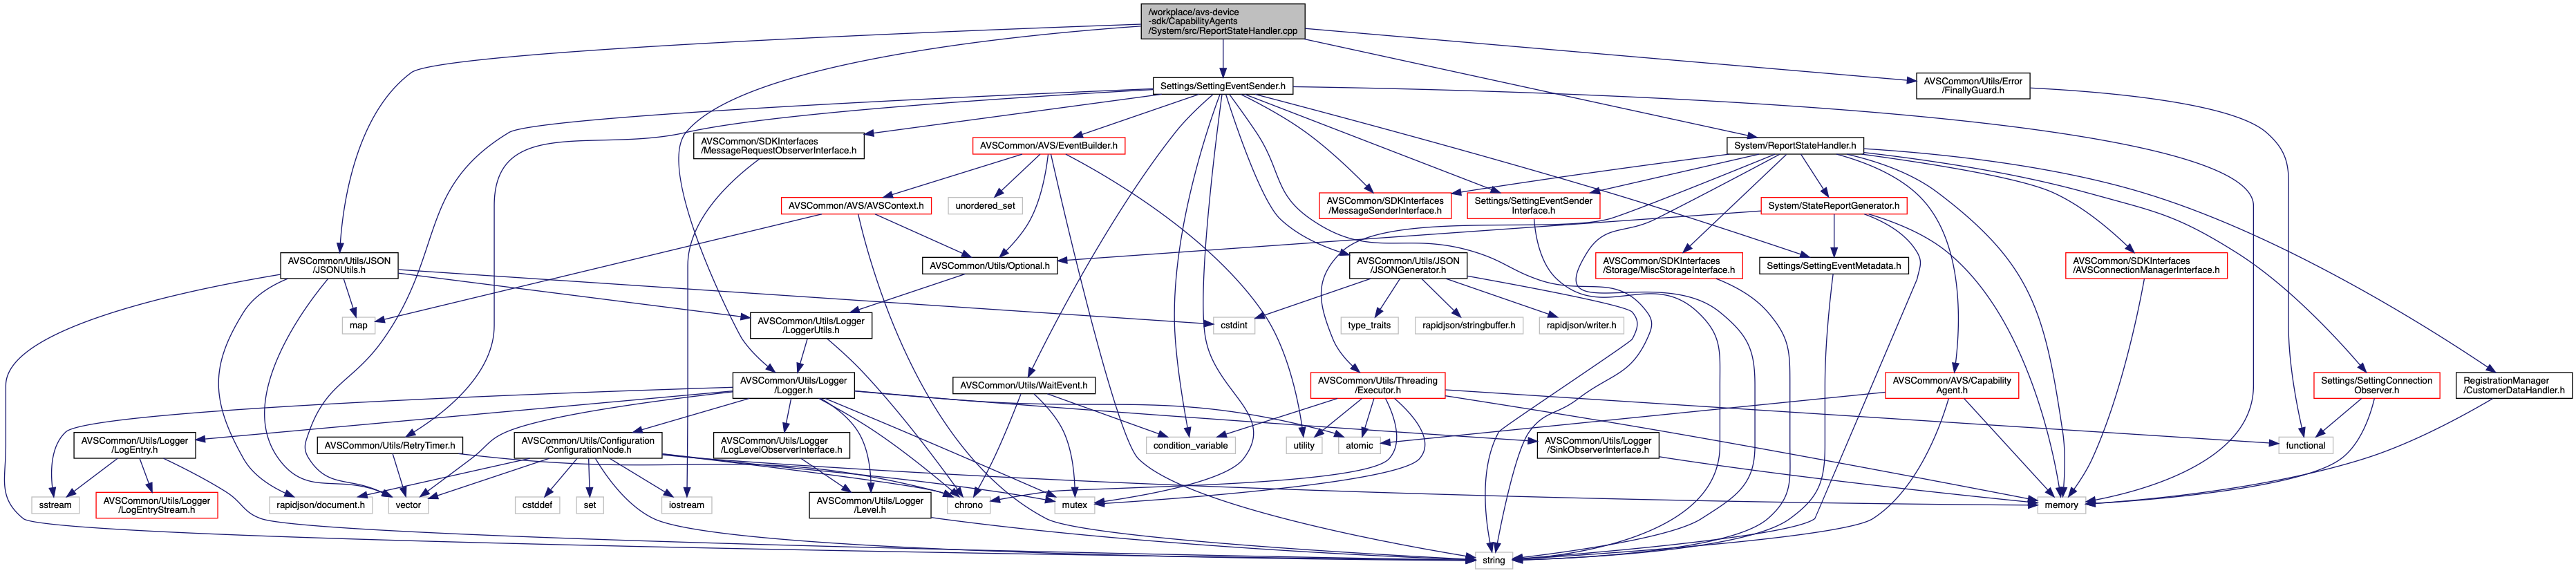 /workplace/avs-device
-sdk/CapabilityAgents
/System/src/ReportStateHandler.cpp
Settings/SettingEventSender.h
AVSCommon/Utils/Error
/FinallyGuard.h
AVSCommon/SDKInterfaces
/MessageRequestObserverInterface.h
AVSCommon/AVS/EventBuilder.h
System/ReportStateHandler.h
AVSCommon/AVS/AVSContext.h
unordered_set
AVSCommon/SDKInterfaces
/MessageSenderInterface.h
Settings/SettingEventSender
Interface.h
System/StateReportGenerator.h
AVSCommon/Utils/JSON
/JSONUtils.h
AVSCommon/Utils/Optional.h
AVSCommon/Utils/JSON
/JSONGenerator.h
AVSCommon/SDKInterfaces
/Storage/MiscStorageInterface.h
Settings/SettingEventMetadata.h
AVSCommon/SDKInterfaces
/AVSConnectionManagerInterface.h
map
AVSCommon/Utils/Logger
/LoggerUtils.h
cstdint
type_traits
rapidjson/stringbuffer.h
rapidjson/writer.h
AVSCommon/Utils/Logger
/Logger.h
AVSCommon/Utils/WaitEvent.h
AVSCommon/Utils/Threading
/Executor.h
AVSCommon/AVS/Capability
Agent.h
Settings/SettingConnection
Observer.h
RegistrationManager
/CustomerDataHandler.h
AVSCommon/Utils/Logger
/LogEntry.h
AVSCommon/Utils/RetryTimer.h
AVSCommon/Utils/Configuration
/ConfigurationNode.h
AVSCommon/Utils/Logger
/LogLevelObserverInterface.h
condition_variable
utility
atomic
AVSCommon/Utils/Logger
/SinkObserverInterface.h
functional
sstream
AVSCommon/Utils/Logger
/LogEntryStream.h
rapidjson/document.h
vector
cstddef
set
iostream
AVSCommon/Utils/Logger
/Level.h
chrono
mutex
memory
string